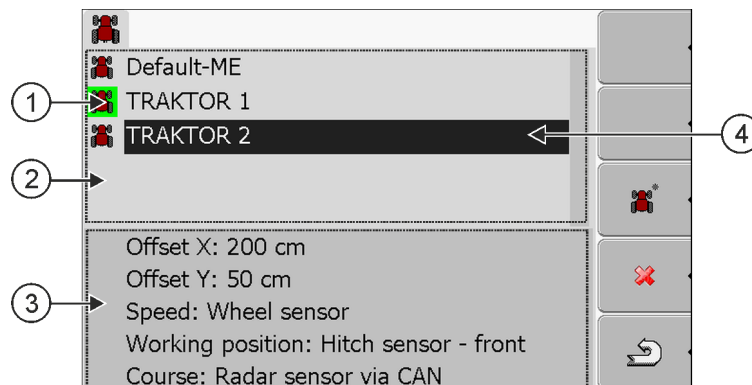 Default-ME
1
TRAKTOR 1
TRAKTOR 2
4
2
Offset X: 200 cm
Offset Y: 50 cm
3
Speed: Wheel sensor
Working position: Hitch sensor - front
Course: Radar sensor via CAN